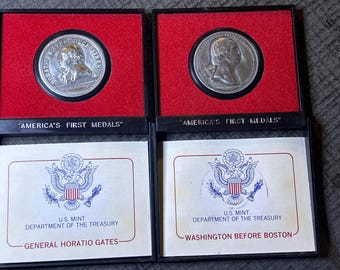 "AMERICA'S FIRST MEDALS"
"AMERICA'S FIRST MEDALS"
U.S. MINT
DEPARTMENT OF THE TREASURY
GENERAL HORATIO GATES
U.S. MINT
DEPARTMENT OF THE TREASURY
WASHINGTON BEFORE BOSTON